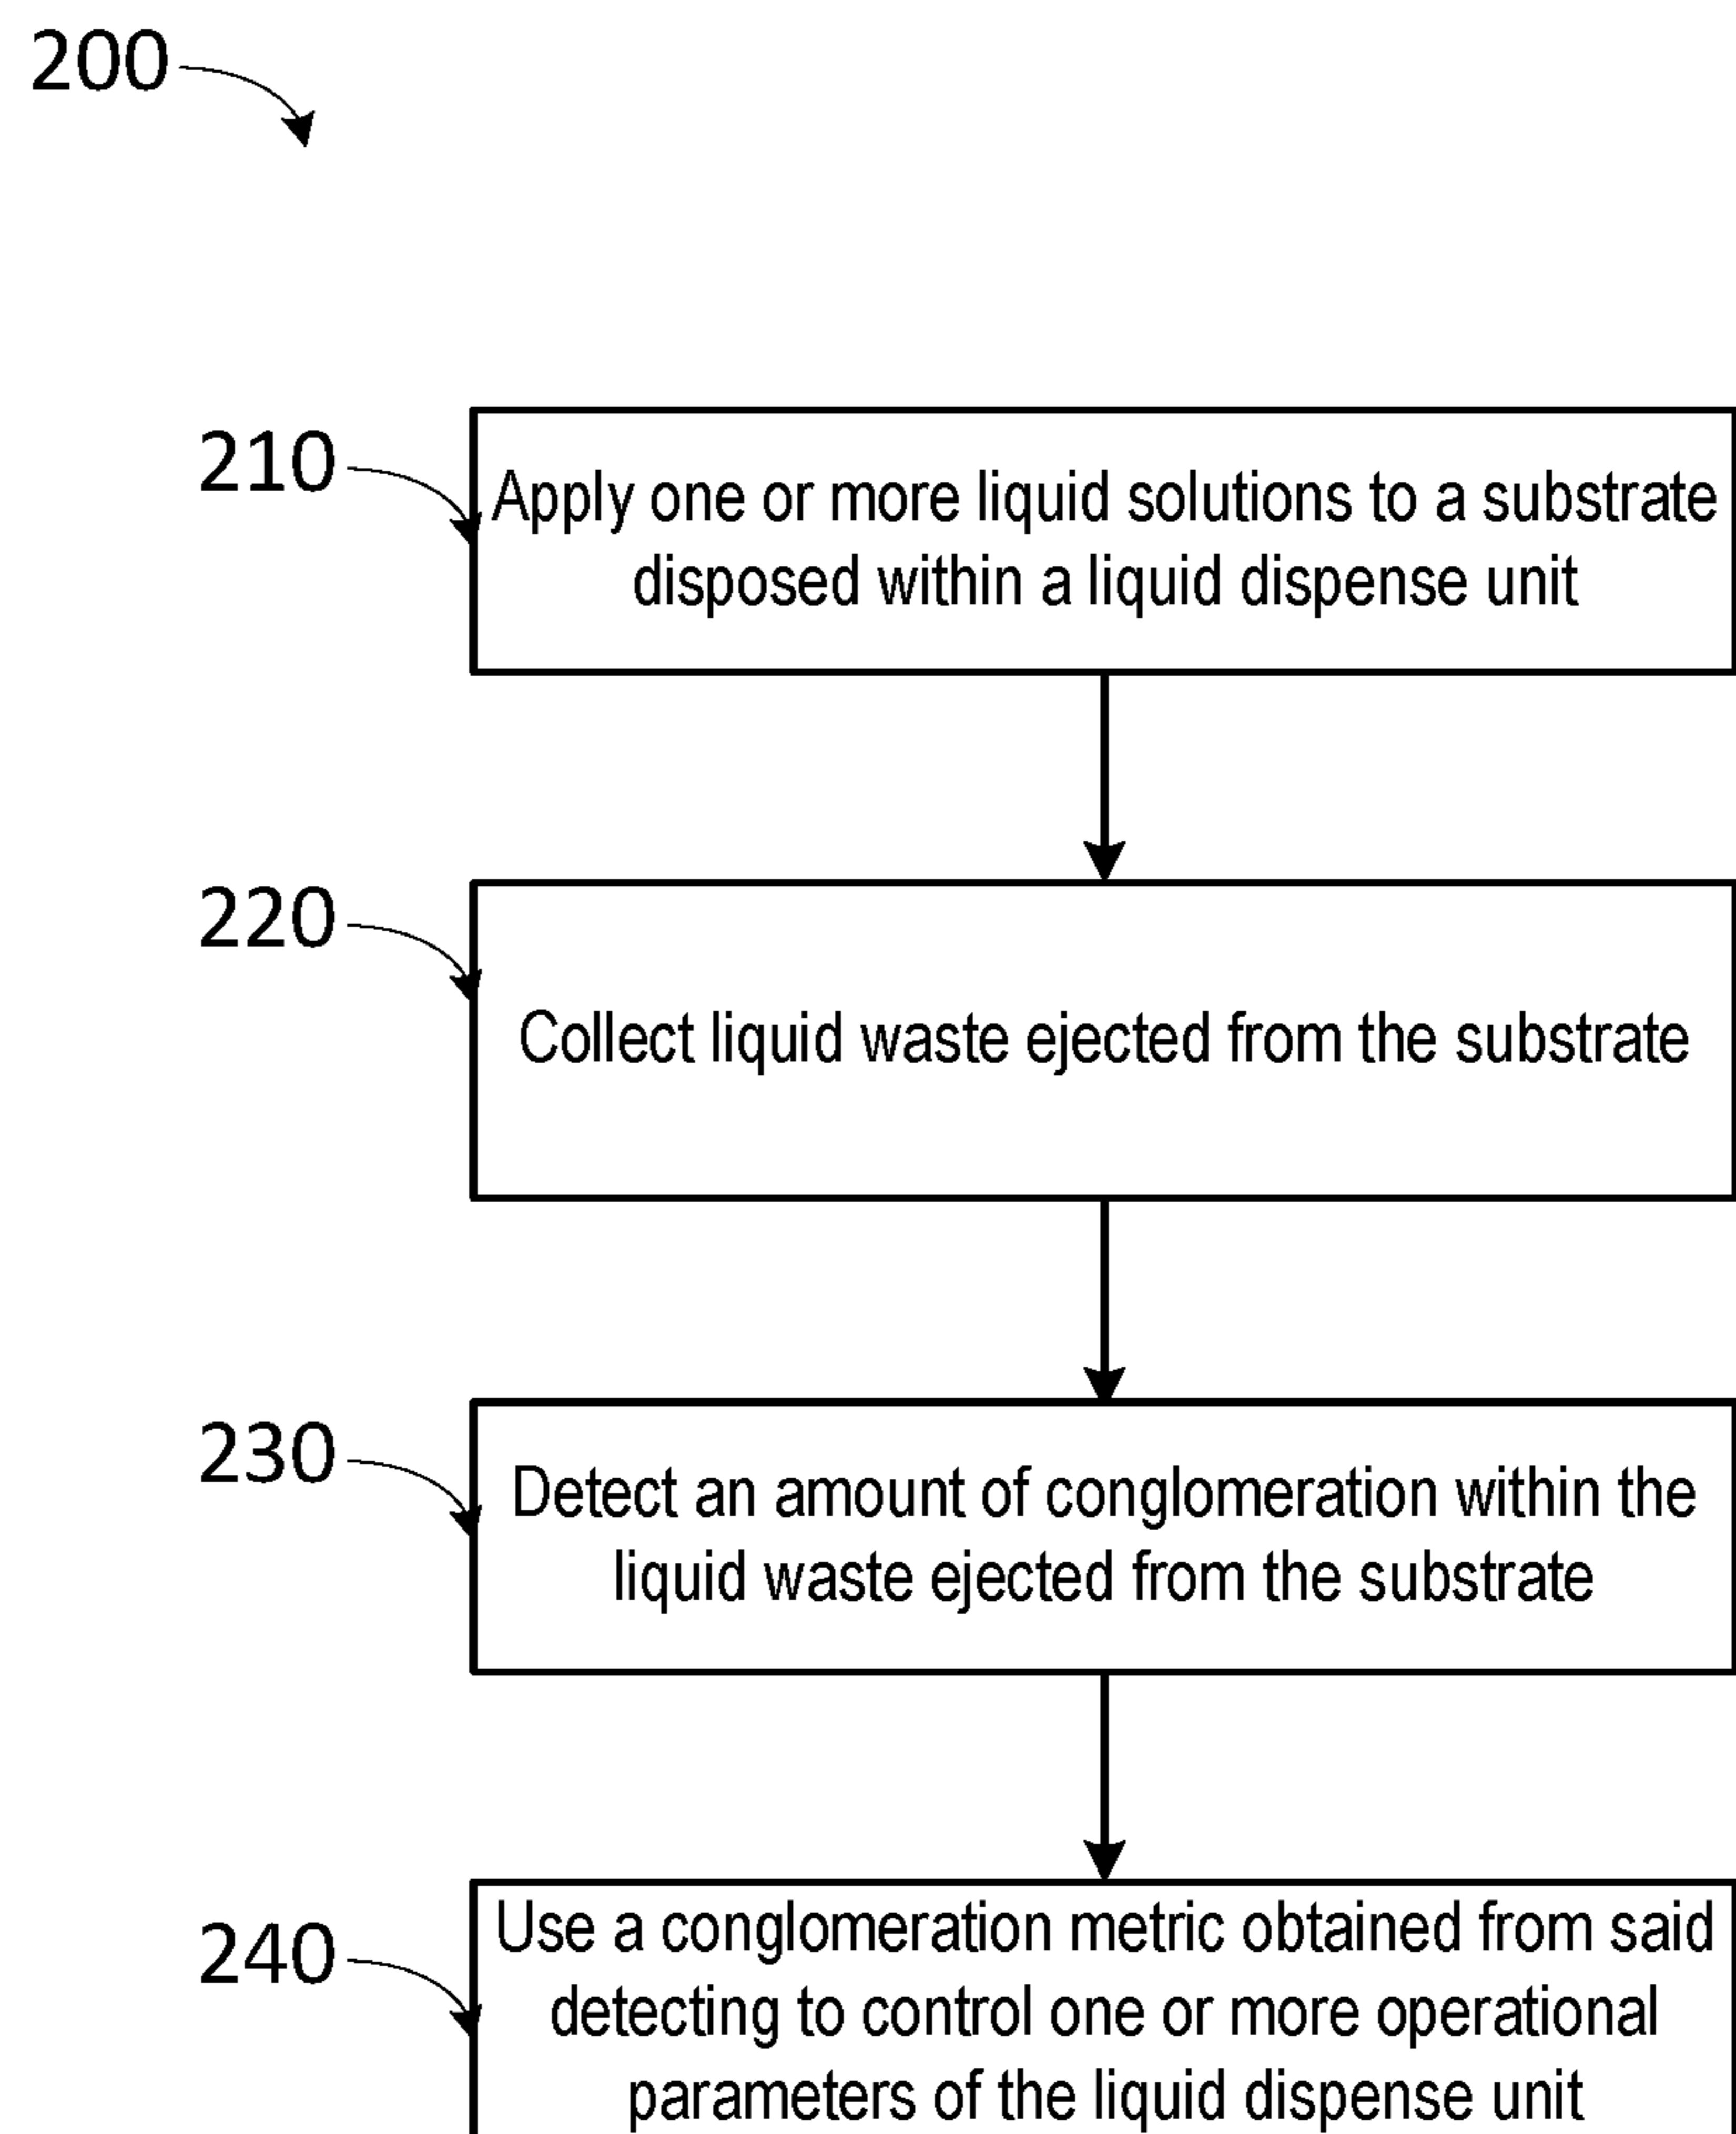 200
210
Apply one or more liquid solutions to a substrate
disposed within a liquid dispense unit
220
Collect liquid waste ejected from the substrate
230
Detect an amount of conglomeration within the
liquid waste ejected from the substrate
240
Use a conglomeration metric obtained from said
detecting to control one or more operational
parameters of the liquid dispense unit